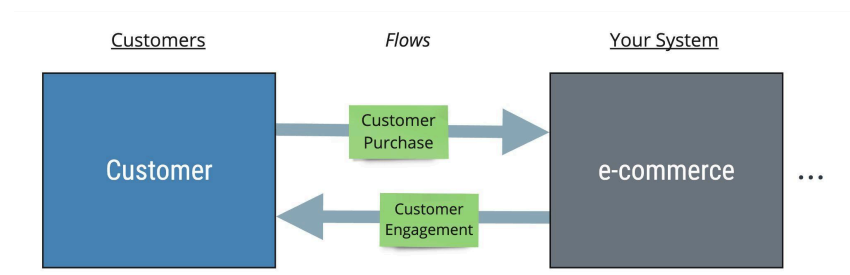 Customers
Flows
Your System
Customer
Customer
Purchase
Customer
Engagement
e-commerce
...